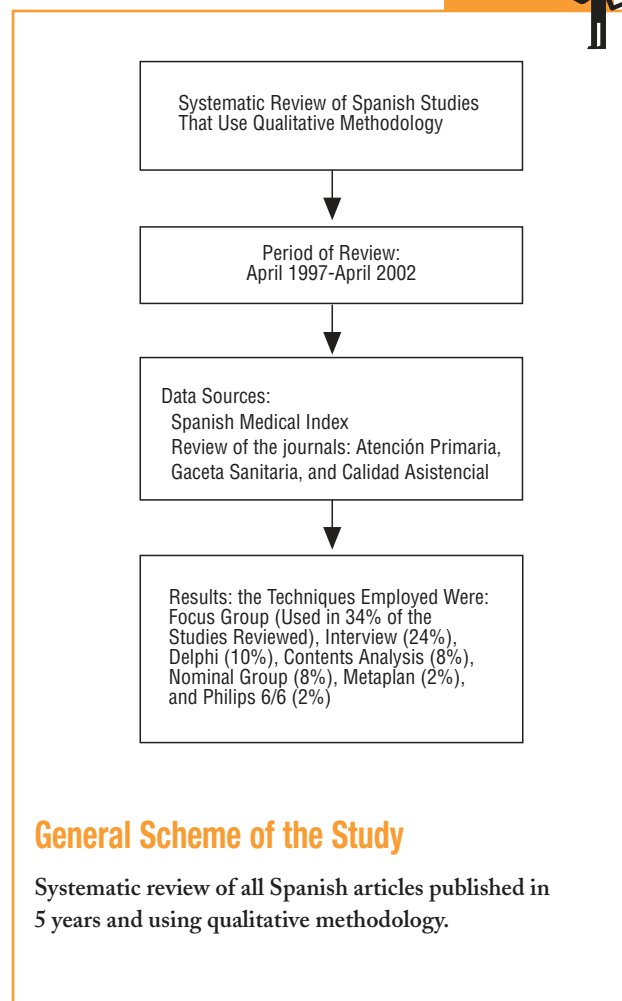 Systematic Review of Spanish Studies
That Use Qualitative Methodology
Period of Review:
April 1997-April 2002
Data Sources:
Spanish Medical Index
Review of the journals: Atención Primaria,
Gaceta Sanitaria, and Calidad Asistencial
Results: the Techniques Employed Were:
Focus Group (Used in 34% of the
Studies Reviewed), Interview (24%),
Delphi (10%), Contents Analysis (8%),
Nominal Group (8%), Metaplan (2%),
and Philips 6/6 (2%)
General Scheme of the Study
Systematic review of all Spanish articles published in
5 years and using qualitative methodology.